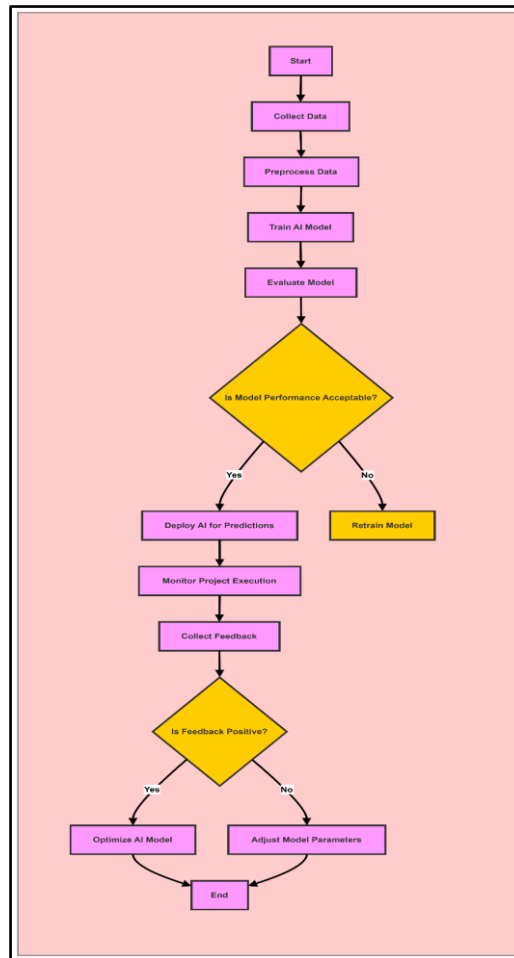 Start
Collect Data
Preprocess Data
Train AI Model
Evaluate Model
Is Model Performance Acceptable?
Yes
No
Deploy AI for Predictions
Retrain Model
Monitor Project Execution
Collect Feedback
Is Feedback Positive?
Yes
No
Optimize AI Model
Adjust Model Parameters
End